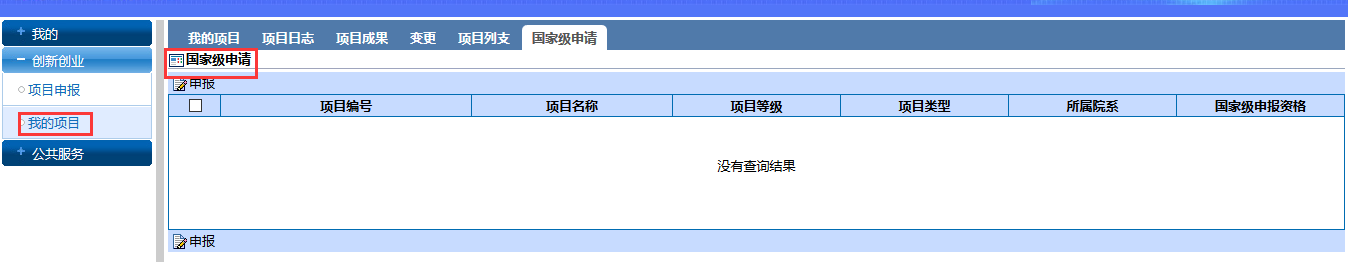 我的
创新创业
项目申报
我的项目
公共服务
我的项目 项目日志 项目成果 变更 项目列支 国家级申请
国家级申请
申报
项目编号 项目名称 项目等级 项目类型 所属院系 国家级申报资格
没有查询结果
申报